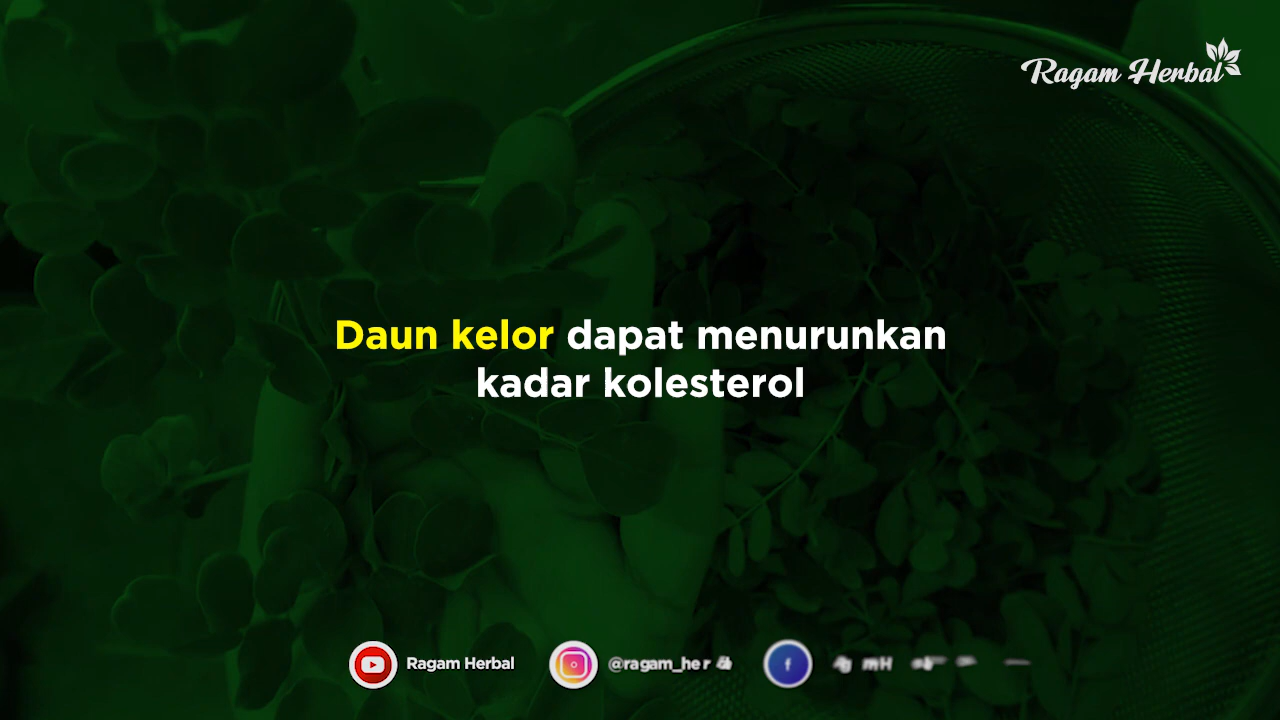 Ragam Herbal
Daun kelor dapat menurunkan
kadar kolesterol
Ragam Herbal